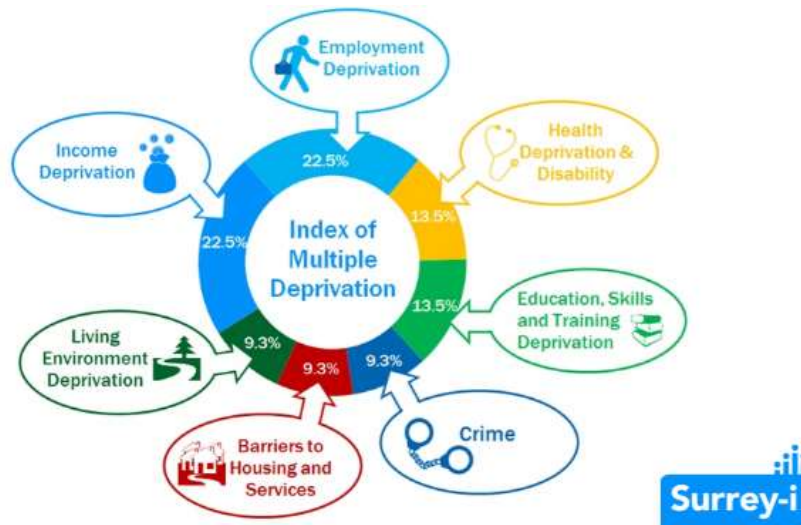 Employment
Deprivation
Income
Deprivation
Health
Deprivation &
Disability
22.5%
22.5%
13.5%
Index of
Multiple
Deprivation
13.5%
Education, Skills
and Training
Deprivation
Living
Environment
Deprivation
9.3%
9.3%
9.3%
Barriers to
Housing and
Services
Crime
Surrey-i